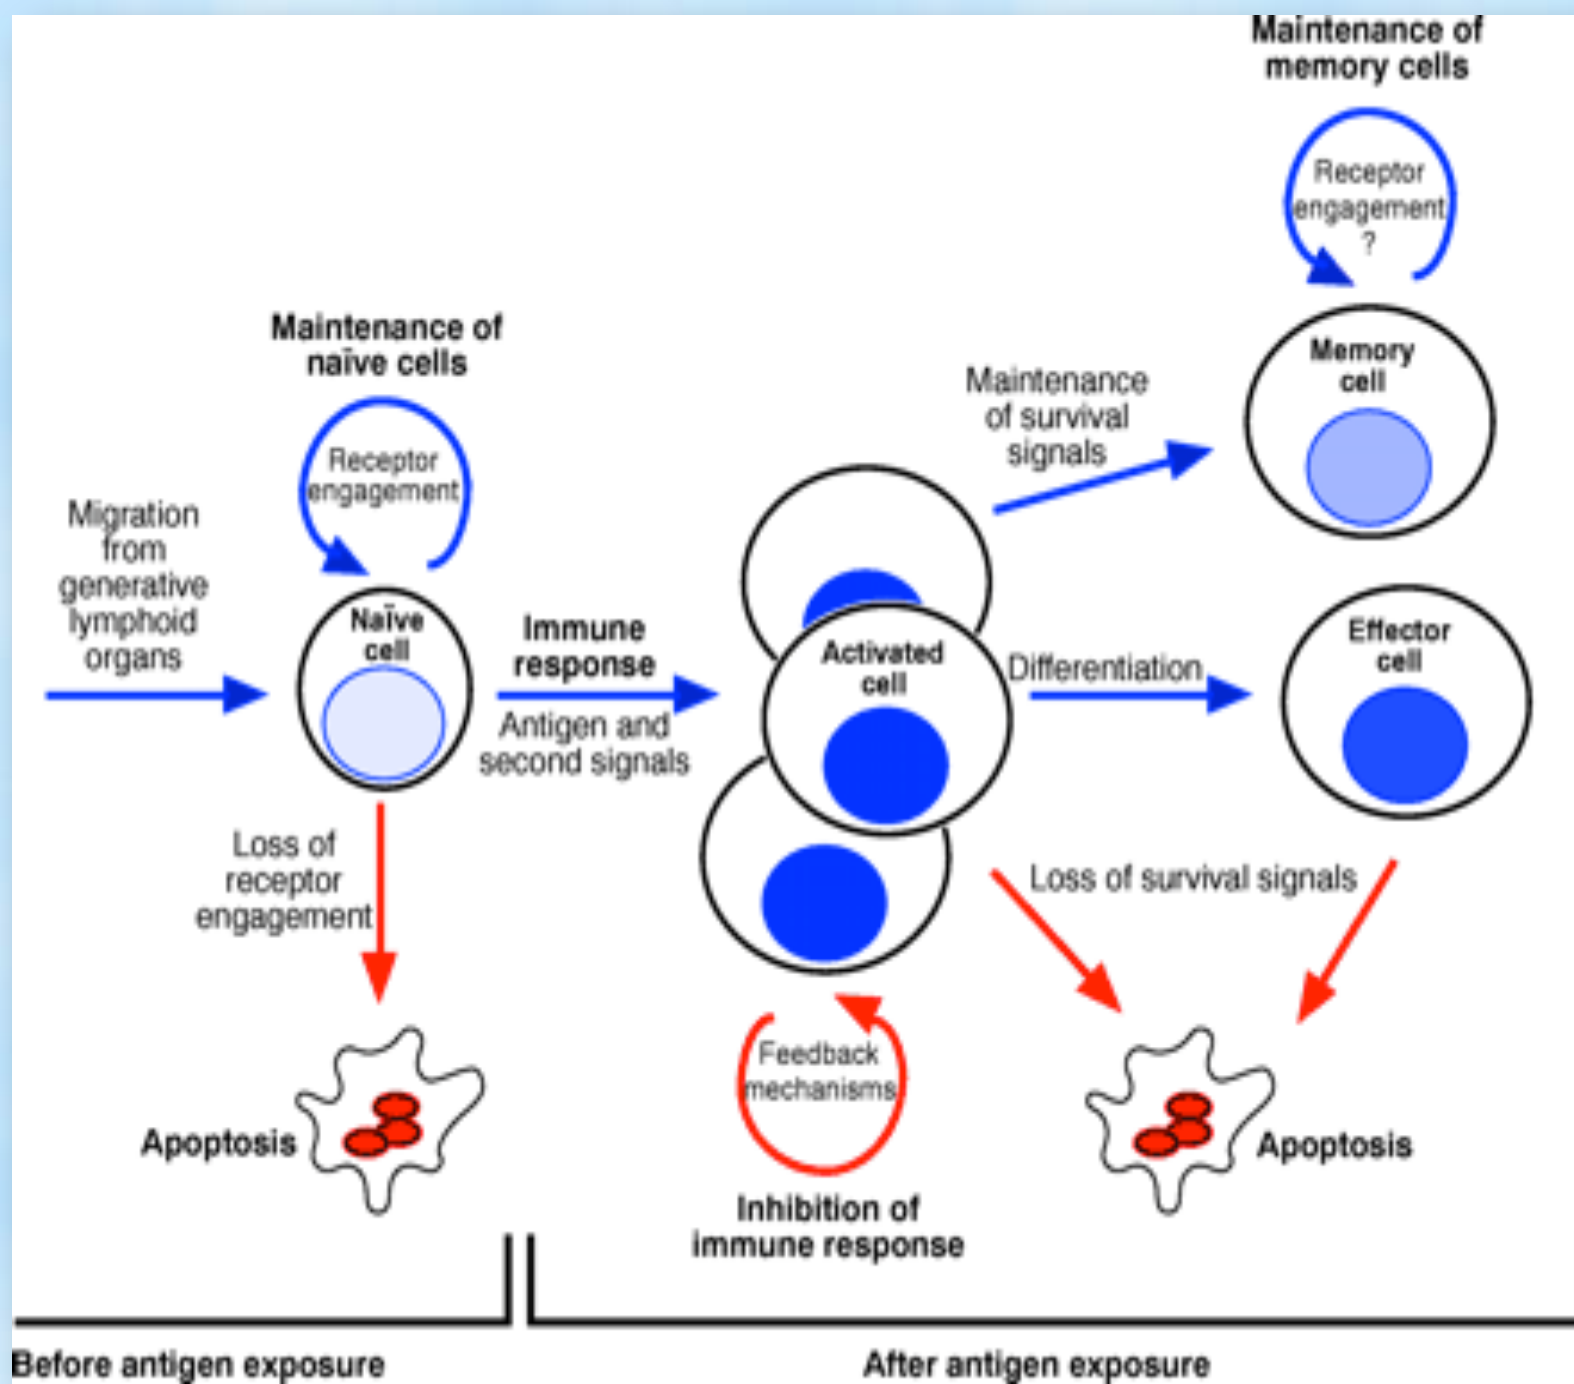 Maintenance of
memory cells
Receptor
engagement
?
Memory
cell
Maintenance of
naïve cells
Receptor
engagement
Maintenance
of survival
signals
Migration
from
generative
lymphoid
organs
Naïve
cell
Immune
response
Antigen and
second signals
Activated
cell
Differentiation
Effector
cell
Loss of
receptor
engagement
Loss of survival signals
Apoptosis
Feedback
mechanisms
Apoptosis
Inhibition of
immune response
Before antigen exposure
After antigen exposure